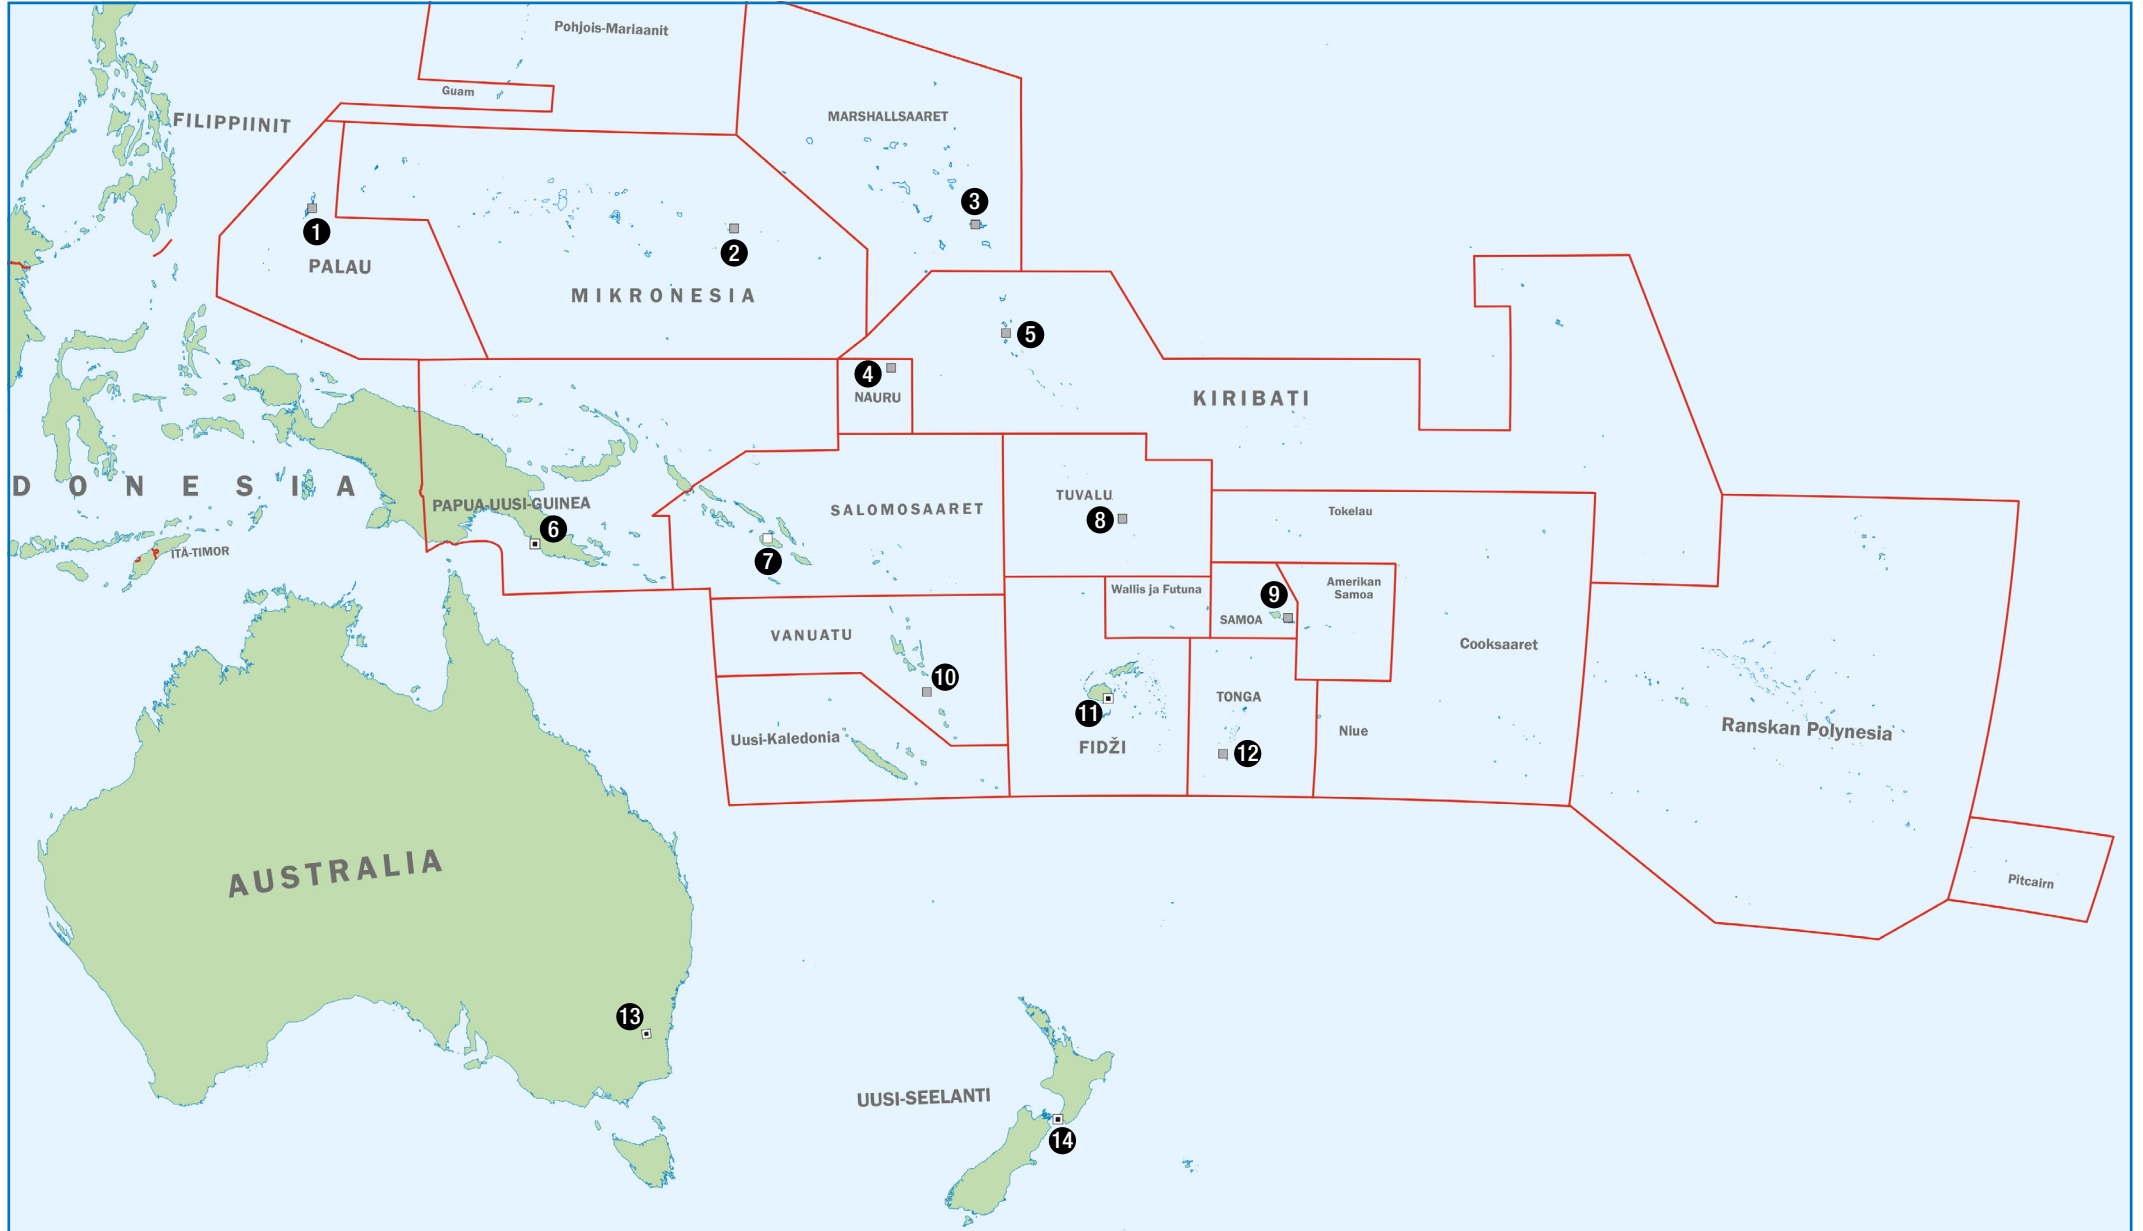 Pohjois-Mariaanit
Guam
FILIPPIINIT
MARSHALLSAARET
3
1
2
PALAU
MIKRONESIA
5
4
NAURU
KIRIBATI
DONESIA
PAPUA-UUSI-GUINEA
6
SALOMOSAARET
TUVALU
8
Tokelau
ITÄ-TIMOR
7
Wallis ja Futuna
9
SAMOA
Amerikan
Samoa
VANUATU
Cooksaaret
10
TONGA
11
Uusi-Kaledonia
FIDŽI
12
Niue
Ranskan Polynesia
AUSTRALIA
Pitcairn
13
UUSI-SEELANTI
14